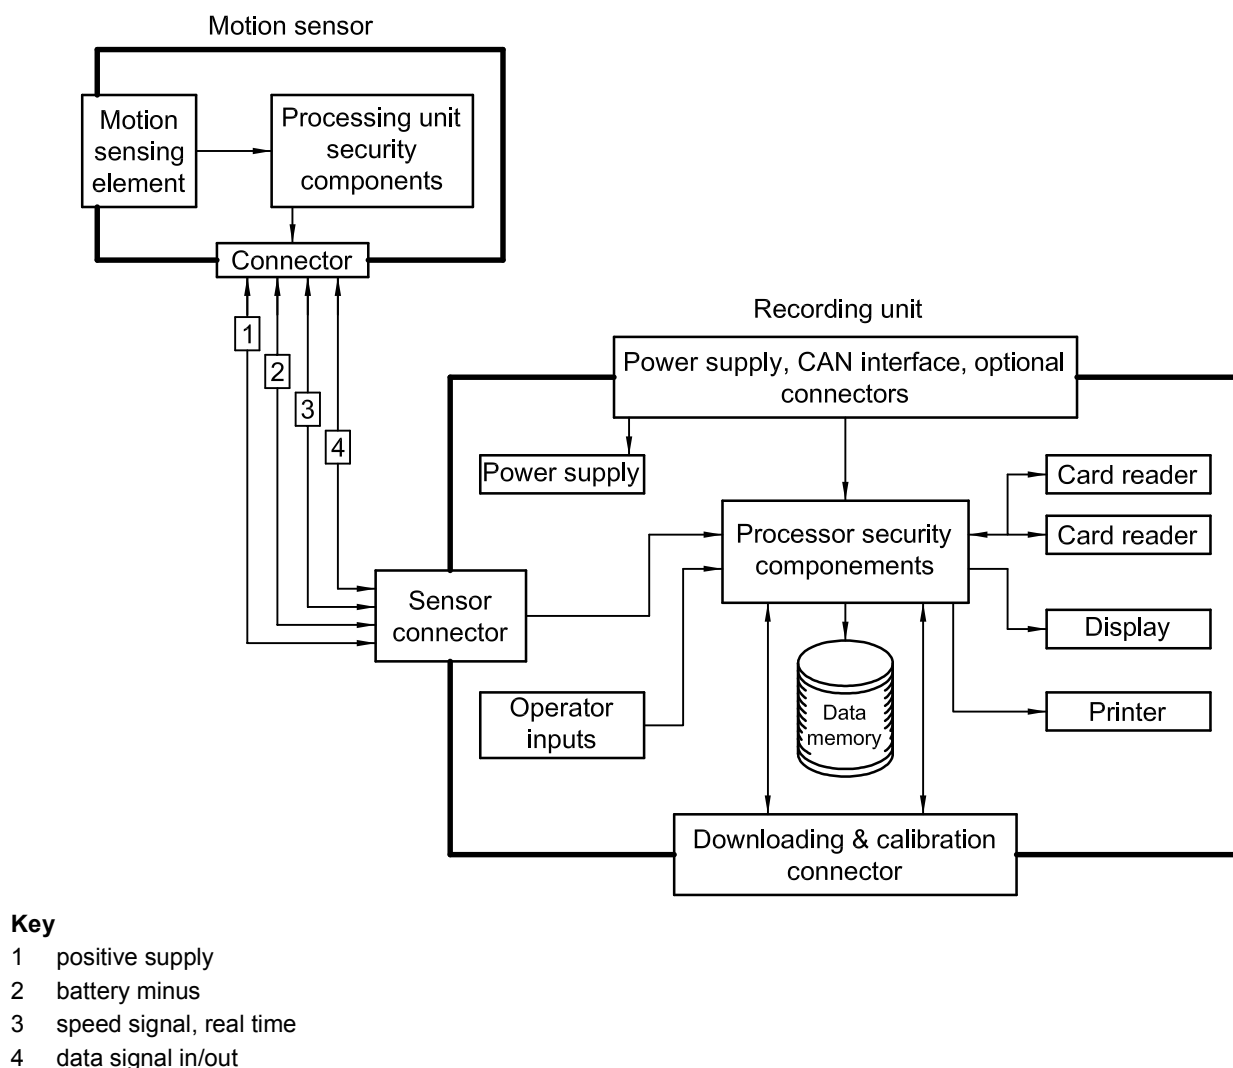 Motion sensor
Motion
sensing
element
Processing unit
security
components
Connector
1
2
3
4
Recording unit
Power supply, CAN interface, optional
connectors
Power supply
Card reader
Card reader
Processor security
componements
Sensor
connector
Display
Operator
inputs
Data
memory
Printer
Downloading & calibration
connector
Key
1 positive supply
2 battery minus
3 speed signal, real time
4 data signal in/out